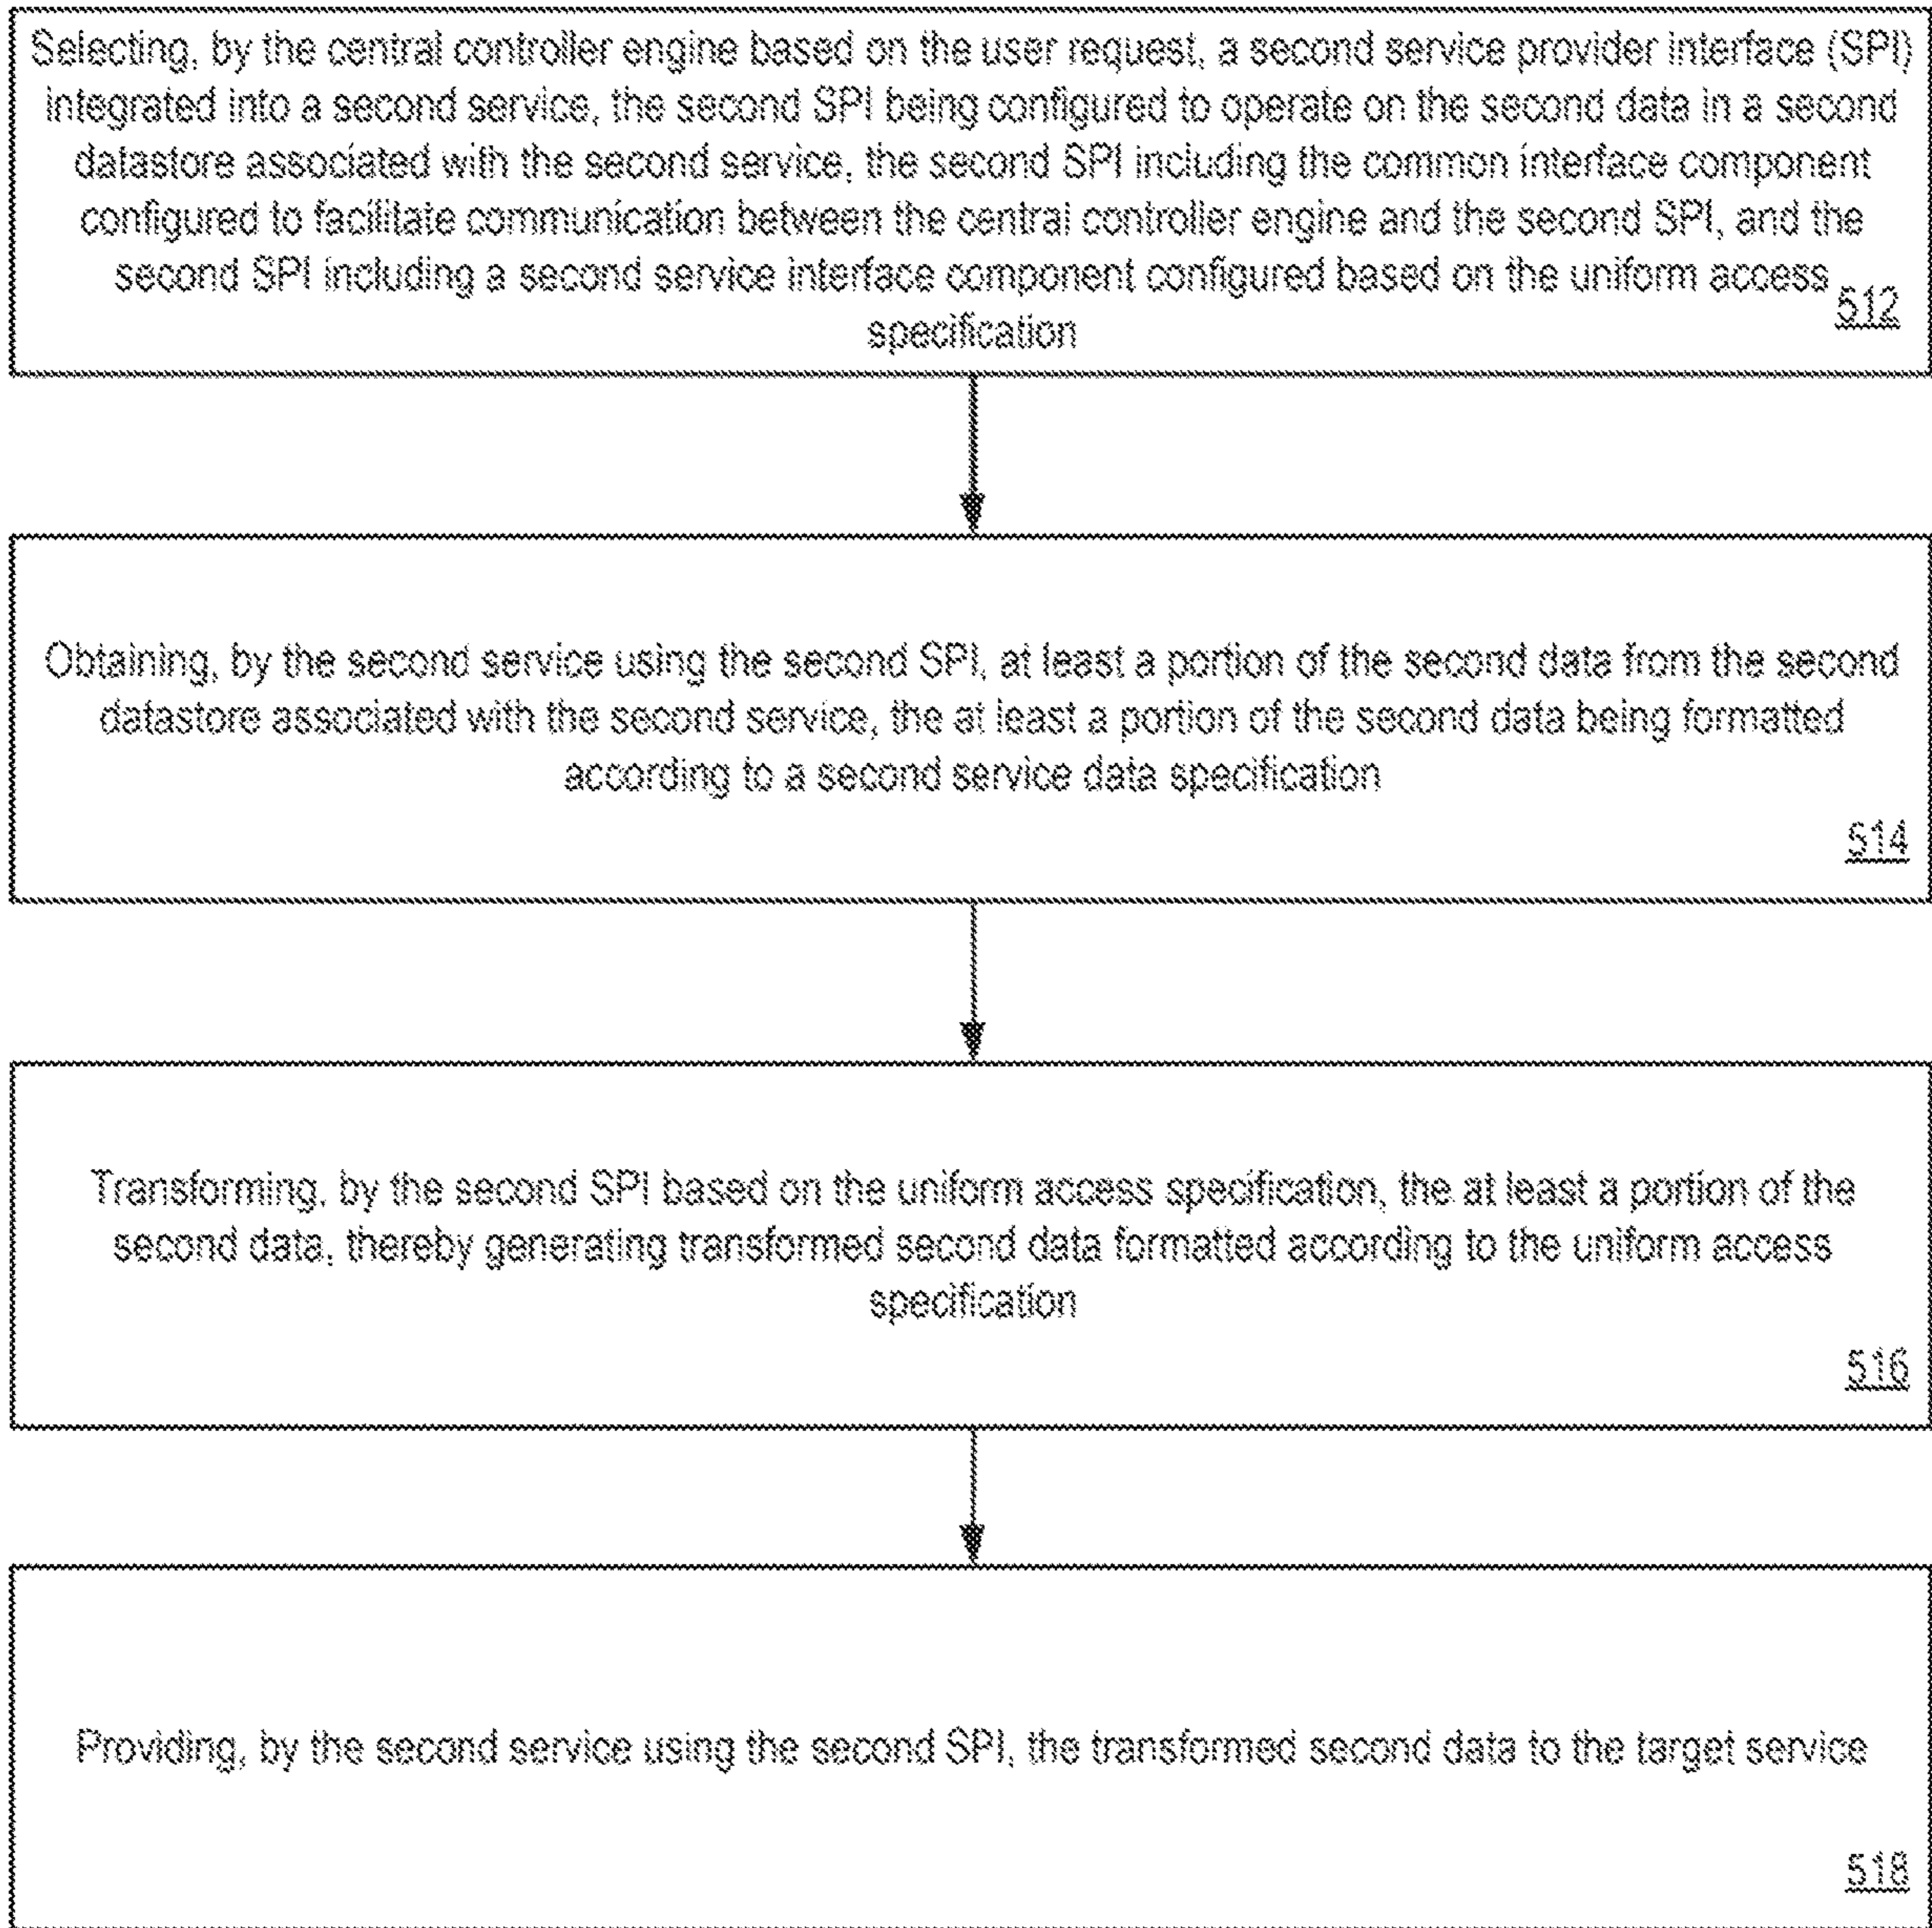 Selecting, by the central controller engine based on the user request, a second service provider interface (SPI)
integrated into a second service, the second SPI being configured to operate on the second data in a second
datastore associated with the second service, the second SPI including the common interface component
configured to facilitate communication between the central controller engine and the second SPI, and the
second SPI including a second service interface component configured based on the uniform access
specification
512
Obtaining, by the second service using the second SPI, at least a portion of the second data from the second
datastore associated with the second service, the at least a portion of the second data being formatted
according to a second service data specification
514
Transforming, by the second SPI based on the uniform access specification, the at least a portion of the
second data, thereby generating transformed second data formatted according to the uniform access
specification
516
Providing, by the second service using the second SPI, the transformed second data to the target service
518